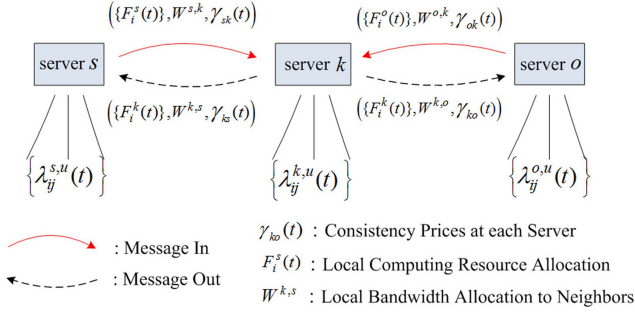 ({F_i^s(t)}, W^{s,k}, γ_{sk}(t)) ({F_i^o(t)}, W^{o,k}, γ_{ok}(t))
server s server k server o
({F_i^k(t)}, W^{k,s}, γ_{ks}(t)) ({F_i^k(t)}, W^{k,o}, γ_{ko}(t))
{λ_{ij}^{s,u}(t)} {λ_{ij}^{k,u}(t)} {λ_{ij}^{o,u}(t)}
γ_{ko}(t) : Consistency Prices at each Server
: Message In
F_i^s(t) : Local Computing Resource Allocation
: Message Out
W^{k,s} : Local Bandwidth Allocation to Neighbors